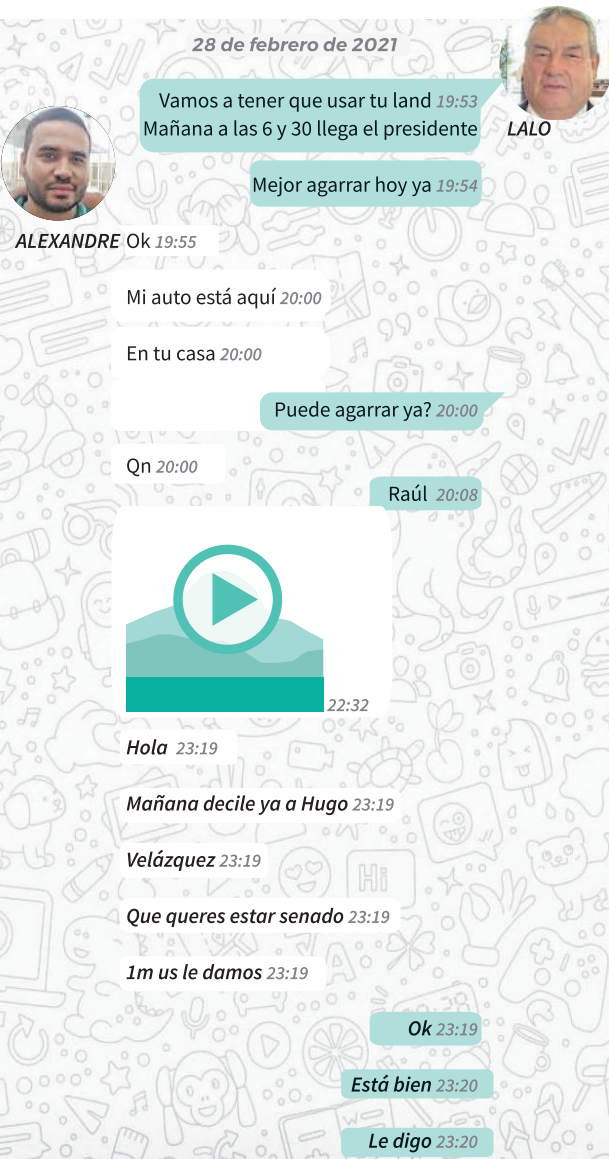 28 de febrero de 2021
Vamos a tener que usar tu land 19:53
Mañana a las 6 y 30 llega el presidente
LALO
Mejor agarrar hoy ya 19:54
ALEXANDRE Ok 19:55
Mi auto está aquí 20:00
En tu casa 20:00
Puede agarrar ya? 20:00
Qn 20:00
Raúl 20:08
22:32
Hola 23:19
Mañana decile ya a Hugo 23:19
Velázquez 23:19
Que queres estar senado 23:19
Hi
1m us le damos 23:19
Ok 23:19
Está bien 23:20
Le digo 23:20